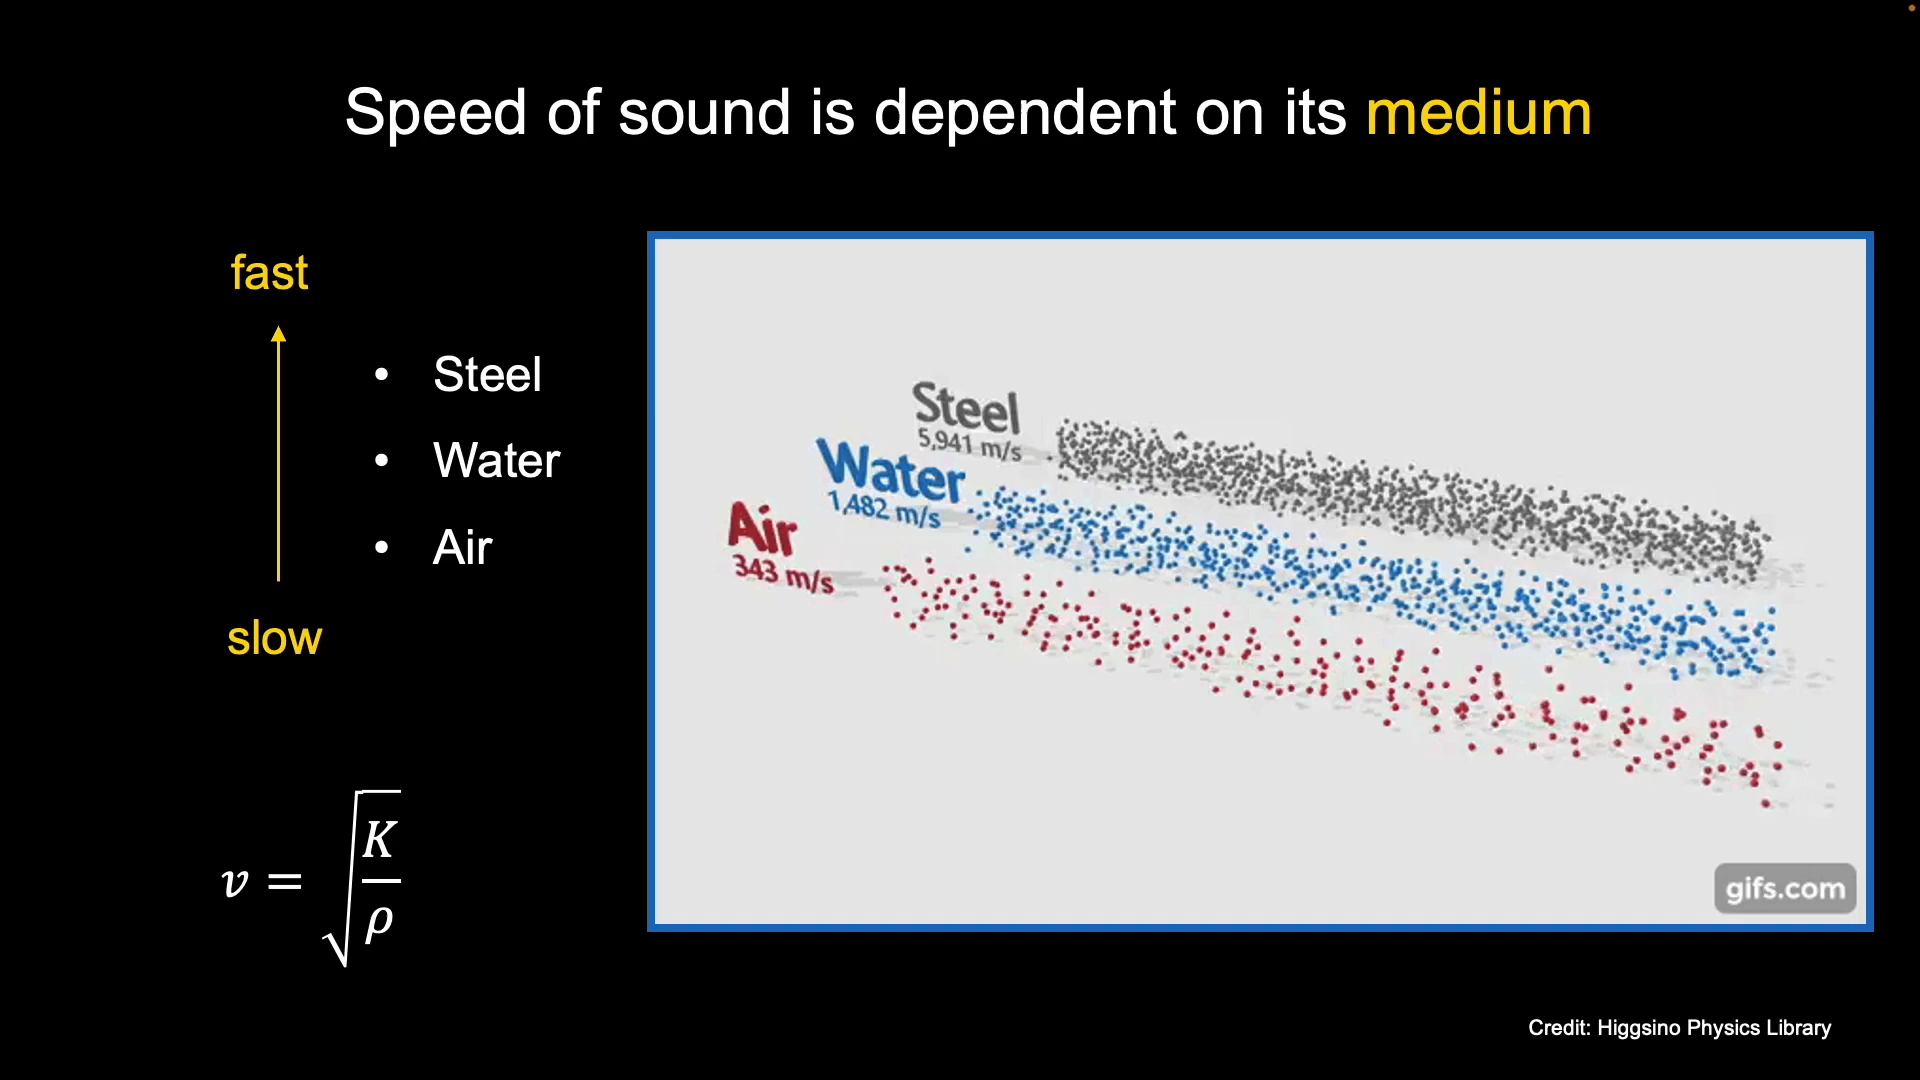 Speed of sound is dependent on its medium
fast
• Steel
• Water
• Air
slow
v = √(K/ρ)
Steel
5,941 m/s
Water
1,482 m/s
Air
343 m/s
gifs.com
Credit: Higgsino Physics Library